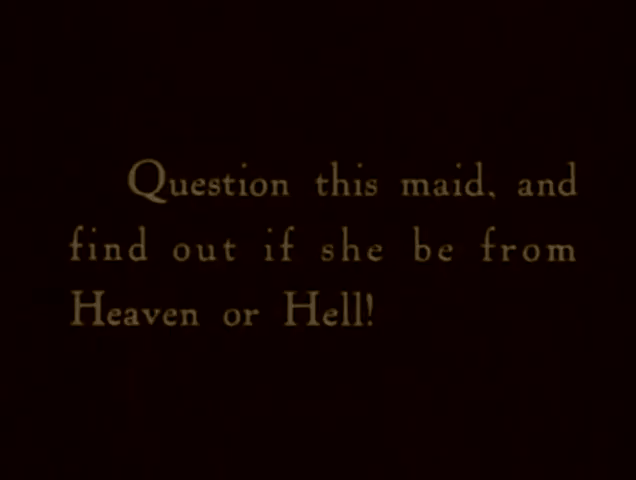 Question this maid, and
find out if she be from
Heaven or Hell!